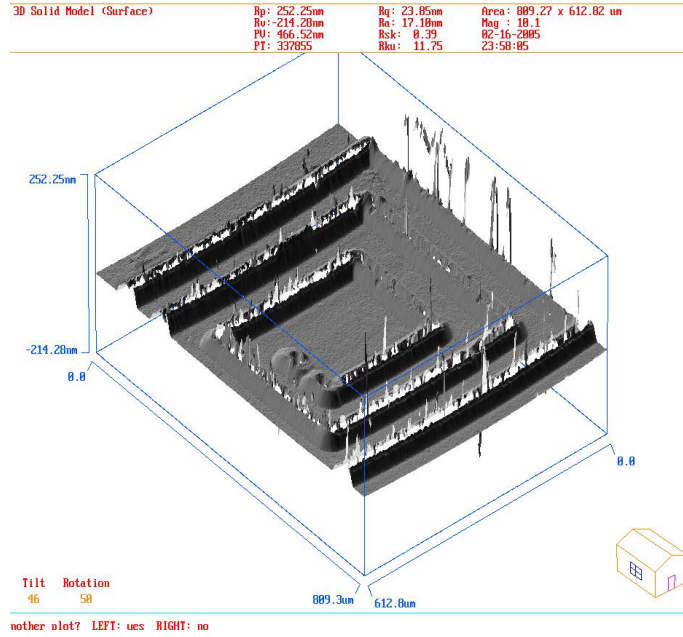 3D Solid Model (Surface)
Rp: 252.25nm Rq: 23.85nm Area: 809.27 x 612.82 um
Rv:-214.28nm Ra: 17.10nm Mag : 10.1
PV: 466.52nm Rsk: 0.39 02-16-2005
PT: 337855 Rku: 11.75 23:58:05
252.25nm
-214.28nm
0.0
0.0
Tilt Rotation
46 50
809.3um 612.8um
nother plot? LEFT: yes RIGHT: no